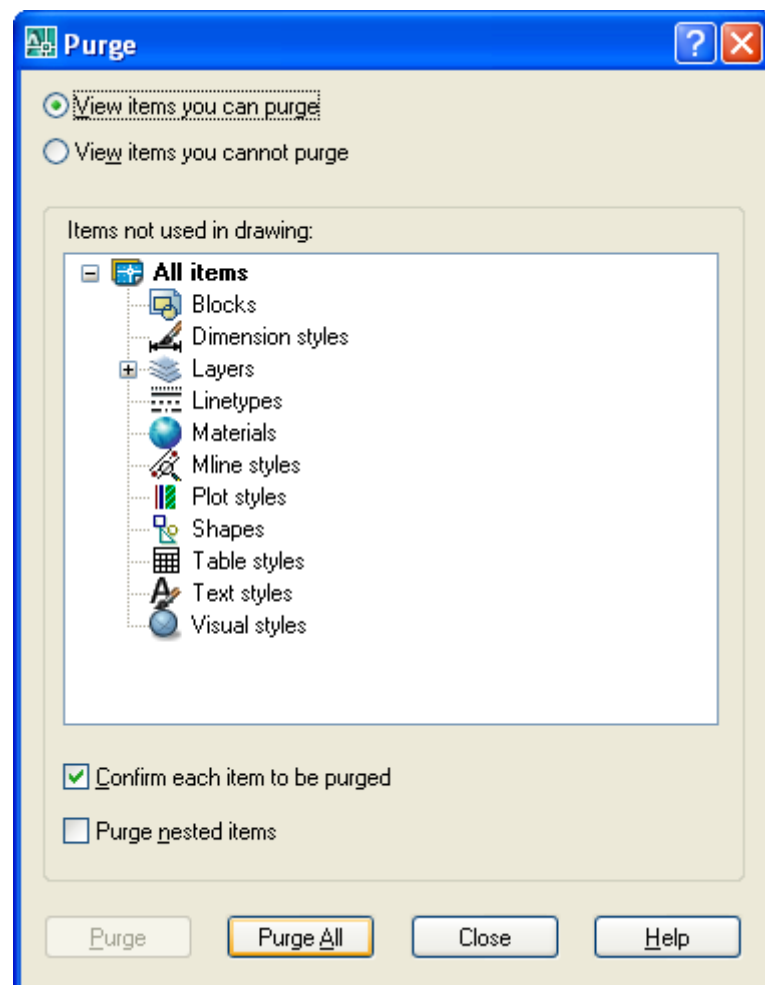 Purge
View items you can purge
View items you cannot purge
Items not used in drawing:
All items
Blocks
Dimension styles
Layers
Linetypes
Materials
Mline styles
Plot styles
Shapes
Table styles
Text styles
Visual styles
Confirm each item to be purged
Purge nested items
Purge Purge All Close Help